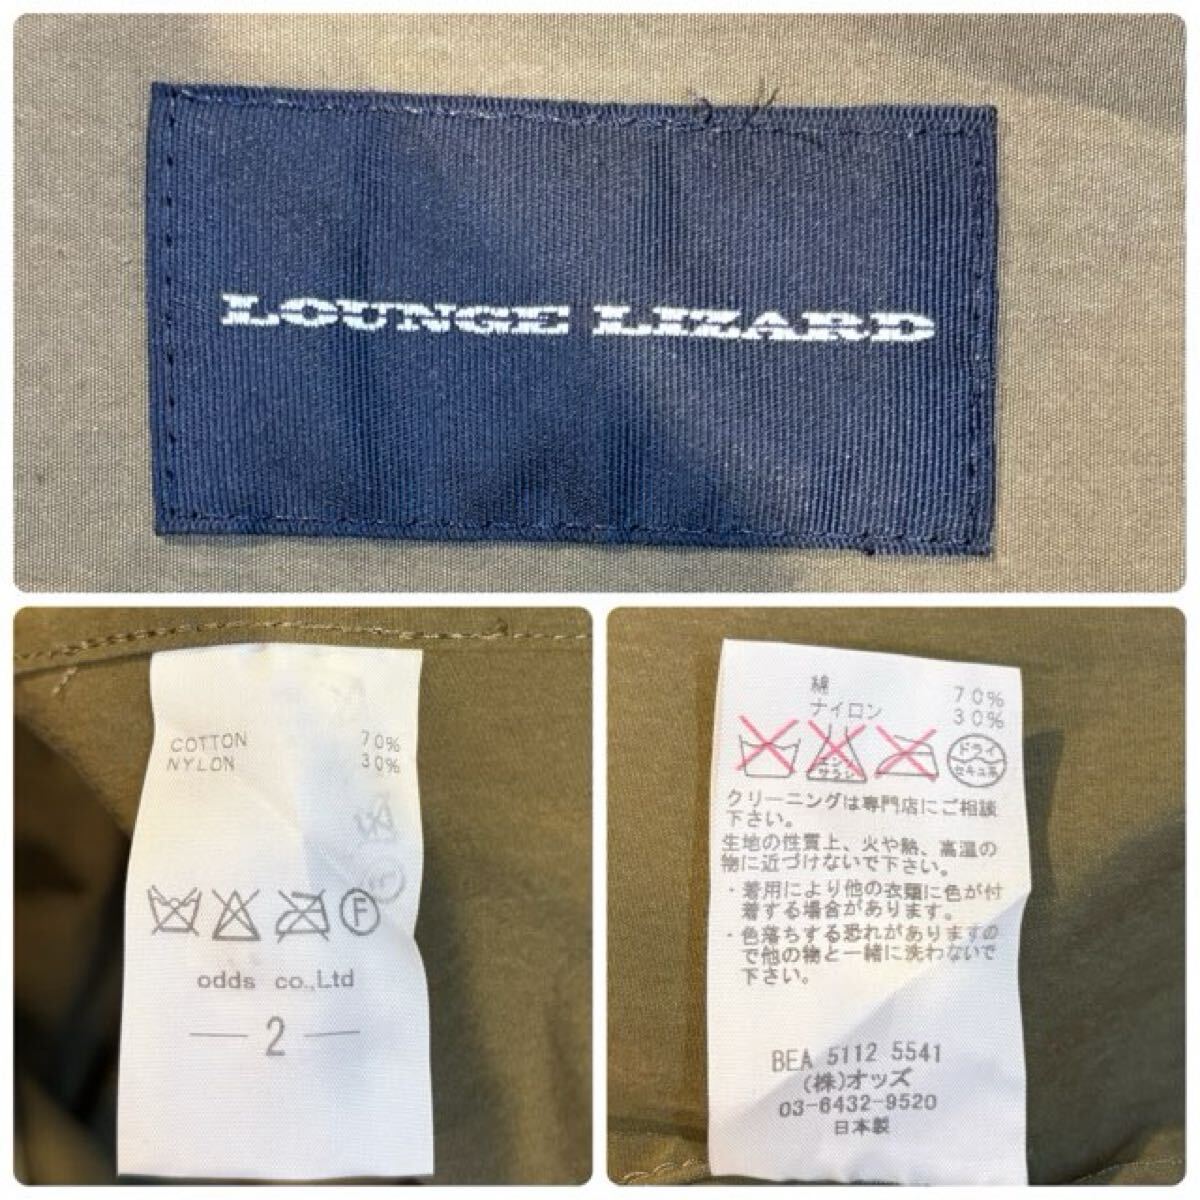 LOUNGE LIZARD
COTTON 70%
NYLON 30%
F
odds co.,Ltd
2
綿 70%
ナイロン 30%
エンソサラシ
ドライ
セキユ系
クリーニングは専門店にご相談
下さい。
生地の性質上、火や熱、高温の
物に近づけないで下さい。
・着用により他の衣類に色が付
着する場合があります。
・色落ちする恐れがありますの
で他の物と一緒に洗わないで
下さい。
BEA 5112 5541
(株)オッズ
03-6432-9520
日本製